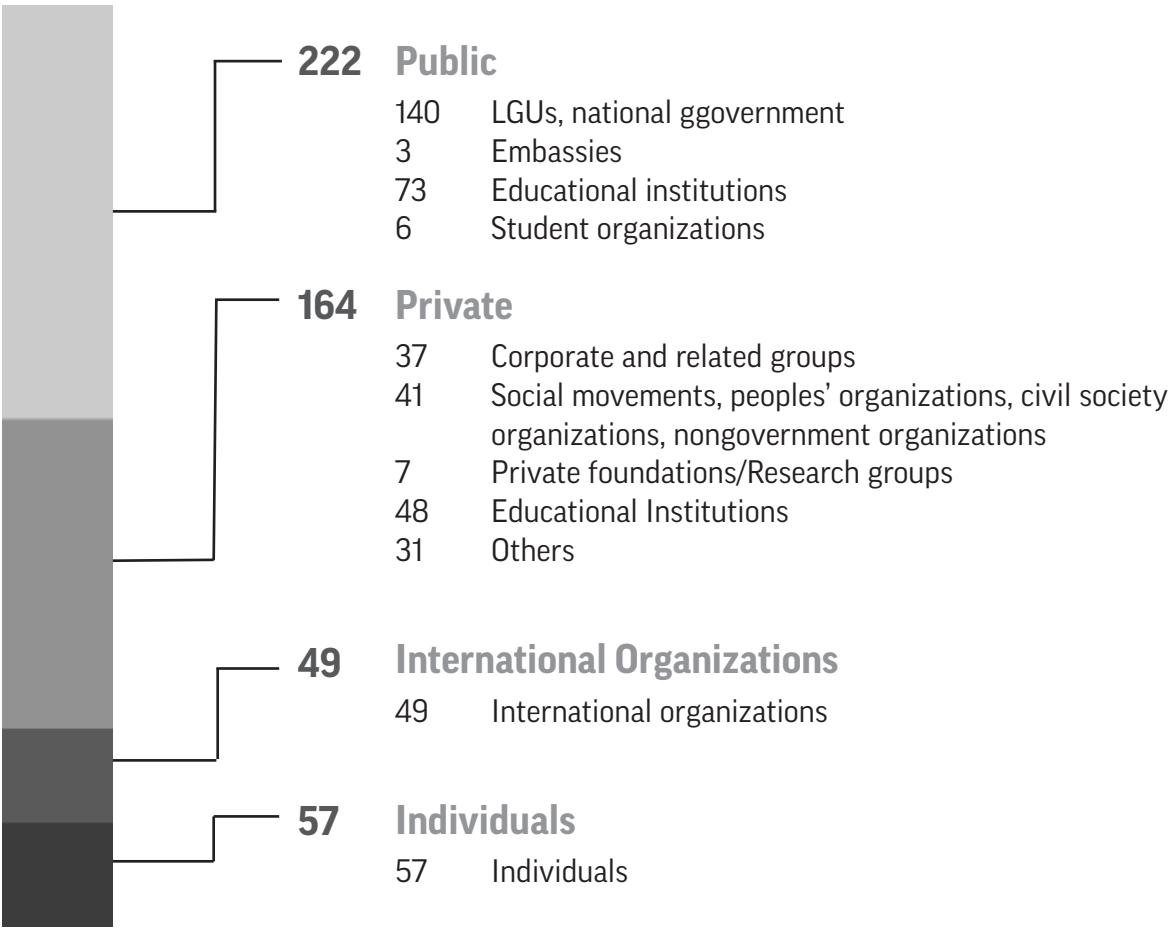 222 Public
140 LGUs, national ggovernment
3 Embassies
73 Educational institutions
6 Student organizations
164 Private
37 Corporate and related groups
41 Social movements, peoples’ organizations, civil society
organizations, nongovernment organizations
7 Private foundations/Research groups
48 Educational Institutions
31 Others
49 International Organizations
49 International organizations
57 Individuals
57 Individuals